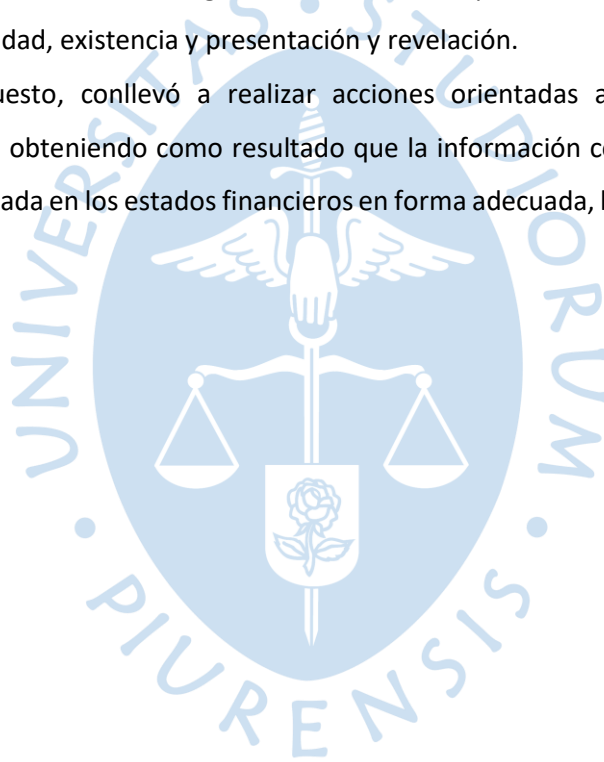 dad, existencia y presentación y revelación.
uesto, conllevó a realizar acciones orientadas a
obteniendo como resultado que la información c
ada en los estados financieros en forma adecuada,
UNIVERSITAS • STUDIORUM • PIURENSIS •